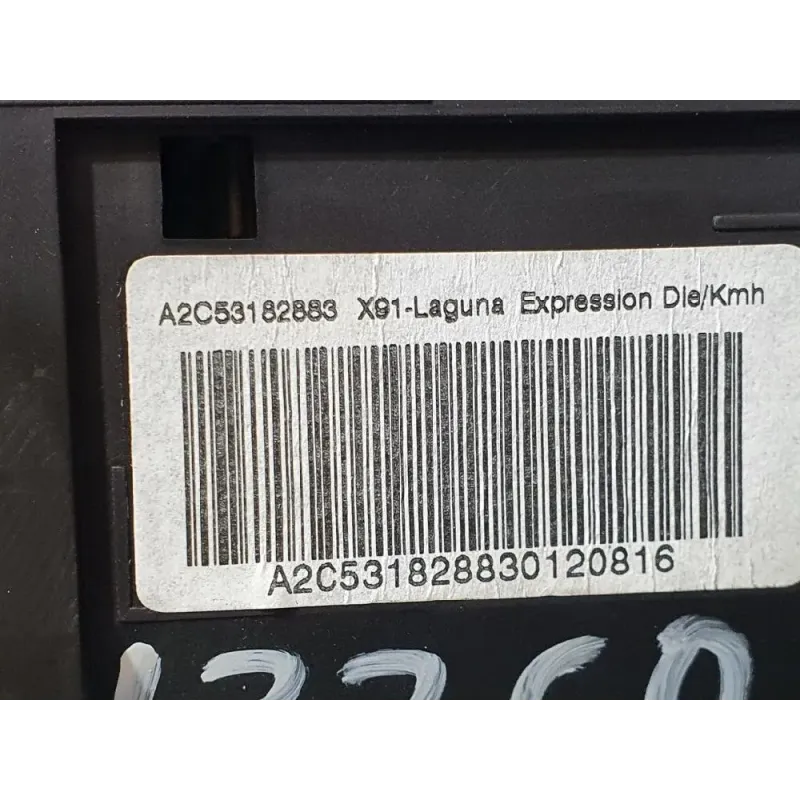 A2C53182883 X91-Laguna Expression Die/Kmh
A2C531828830120816